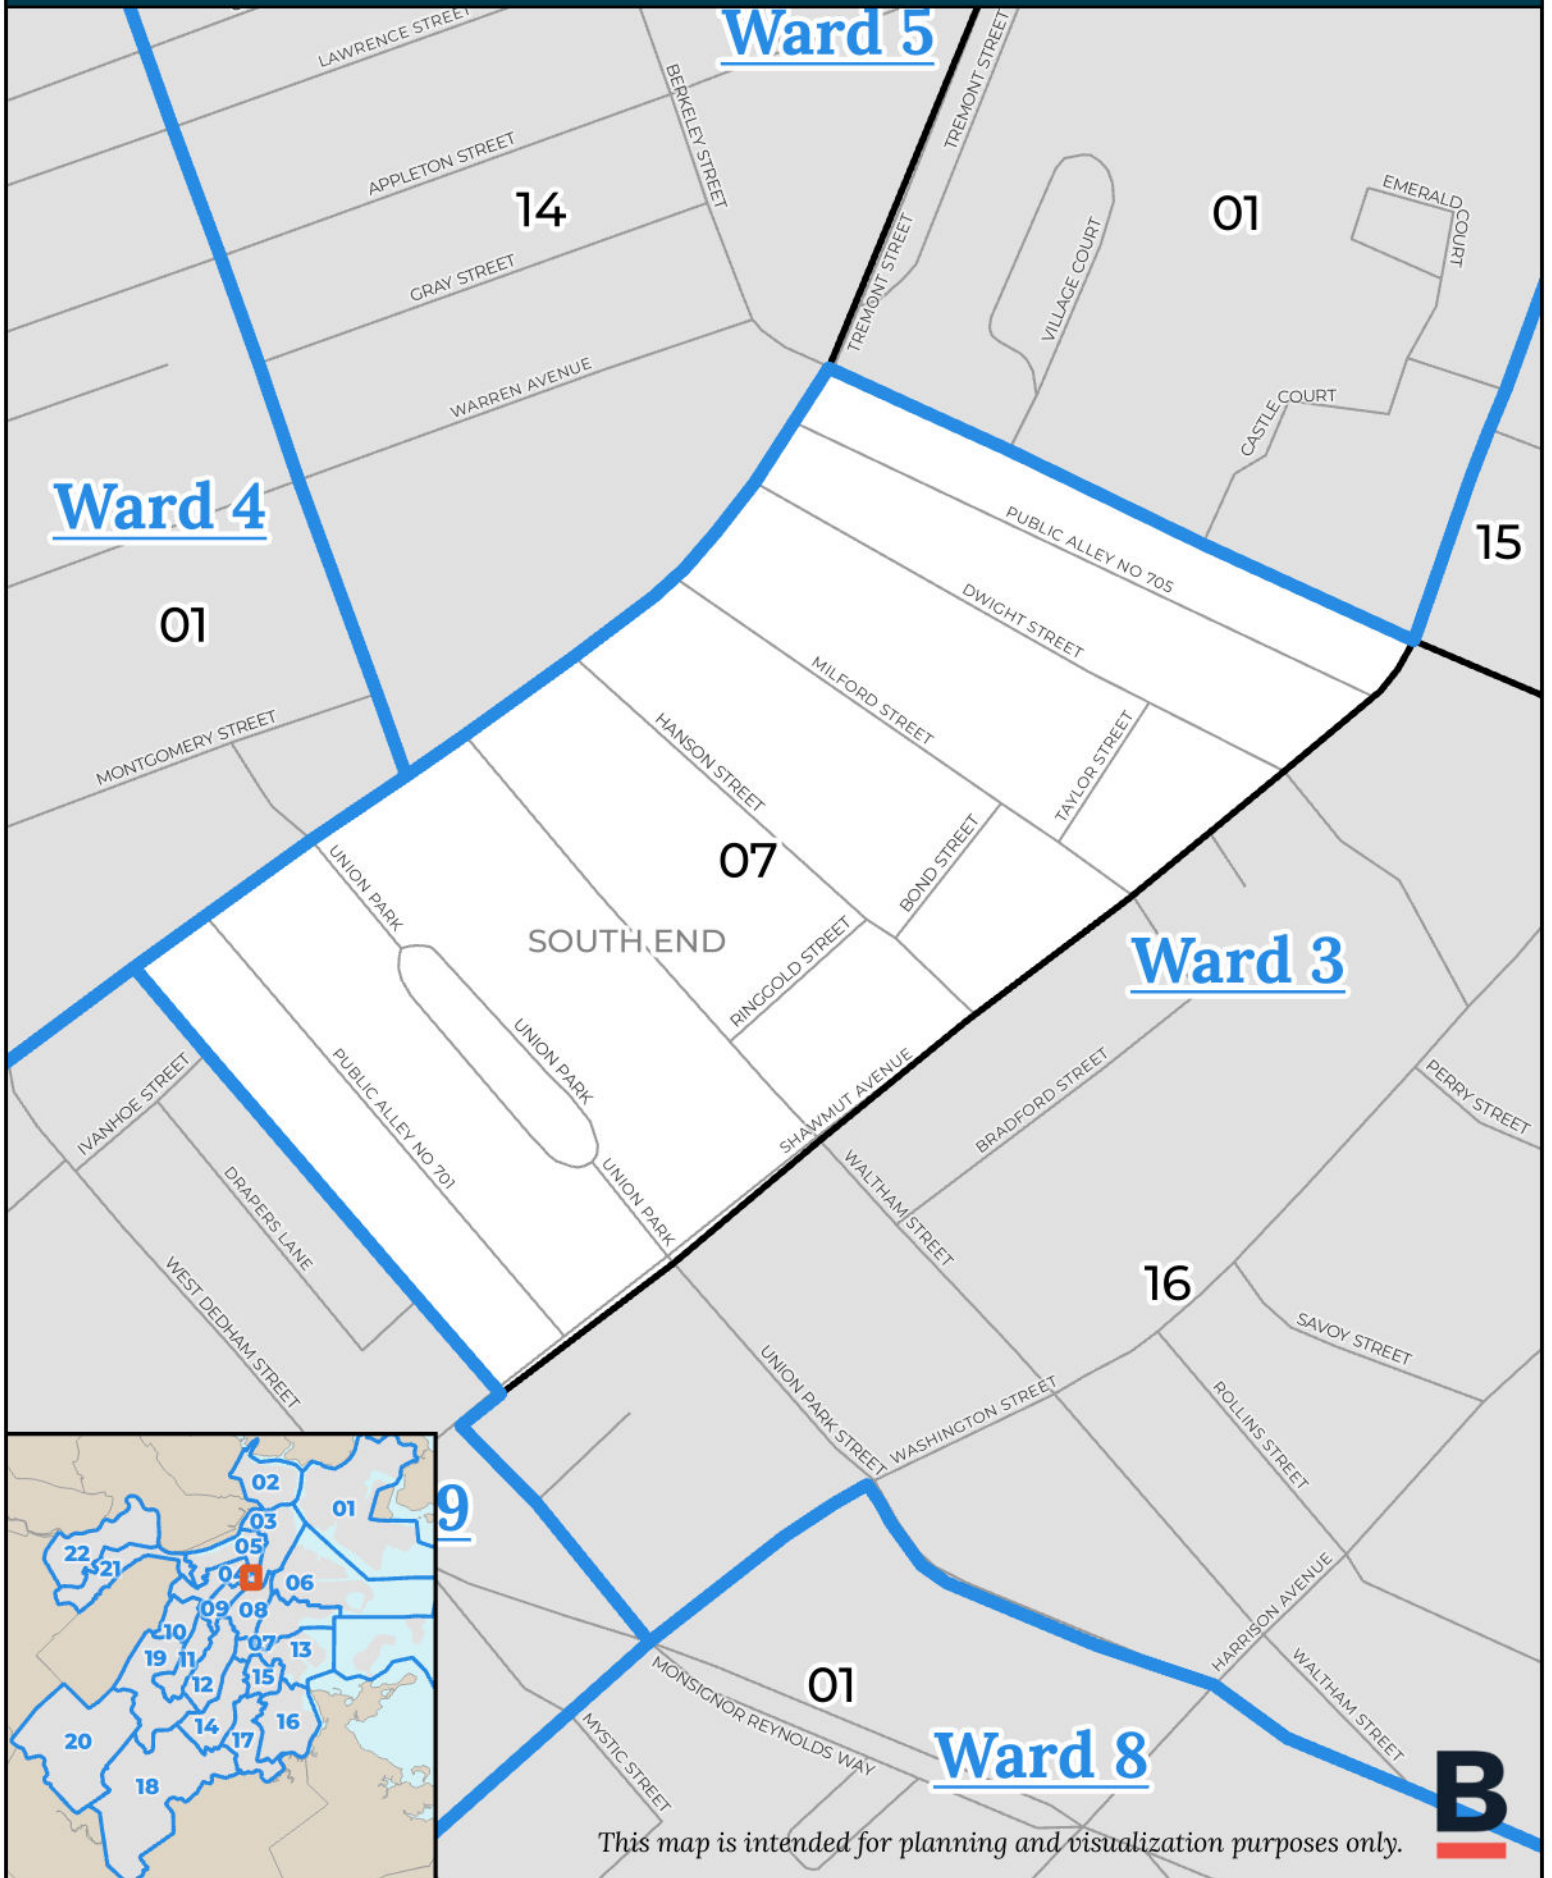 Ward 5
LAWRENCE STREET
BERKELEY STREET
TREMONT STREET
APPLETON STREET
14
01
EMERALD COURT
VILLAGE COURT
TREMONT STREET
GRAY STREET
WARREN AVENUE
CASTLE COURT
Ward 4
01
15
PUBLIC ALLEY NO 705
DWIGHT STREET
MILFORD STREET
TAYLOR STREET
MONTGOMERY STREET
HANSON STREET
07
BOND STREET
UNION PARK
SOUTH END
RINGGOLD STREET
Ward 3
UNION PARK
PUBLIC ALLEY NO 701
SHAWMUT AVENUE
BRADFORD STREET
PERRY STREET
IVANHOE STREET
DRAPERS LANE
UNION PARK
WALTHAM STREET
WEST DEDHAM STREET
16
SAVOY STREET
UNION PARK STREET
WASHINGTON STREET
ROLLINS STREET
9
HARRISON AVENUE
WALTHAM STREET
01
MONSIGNOR REYNOLDS WAY
MYSTIC STREET
Ward 8
02
01
03
05
22
21
04
06
09
08
10
07
13
19
11
12
15
14
16
17
20
18
This map is intended for planning and visualization purposes only.
B